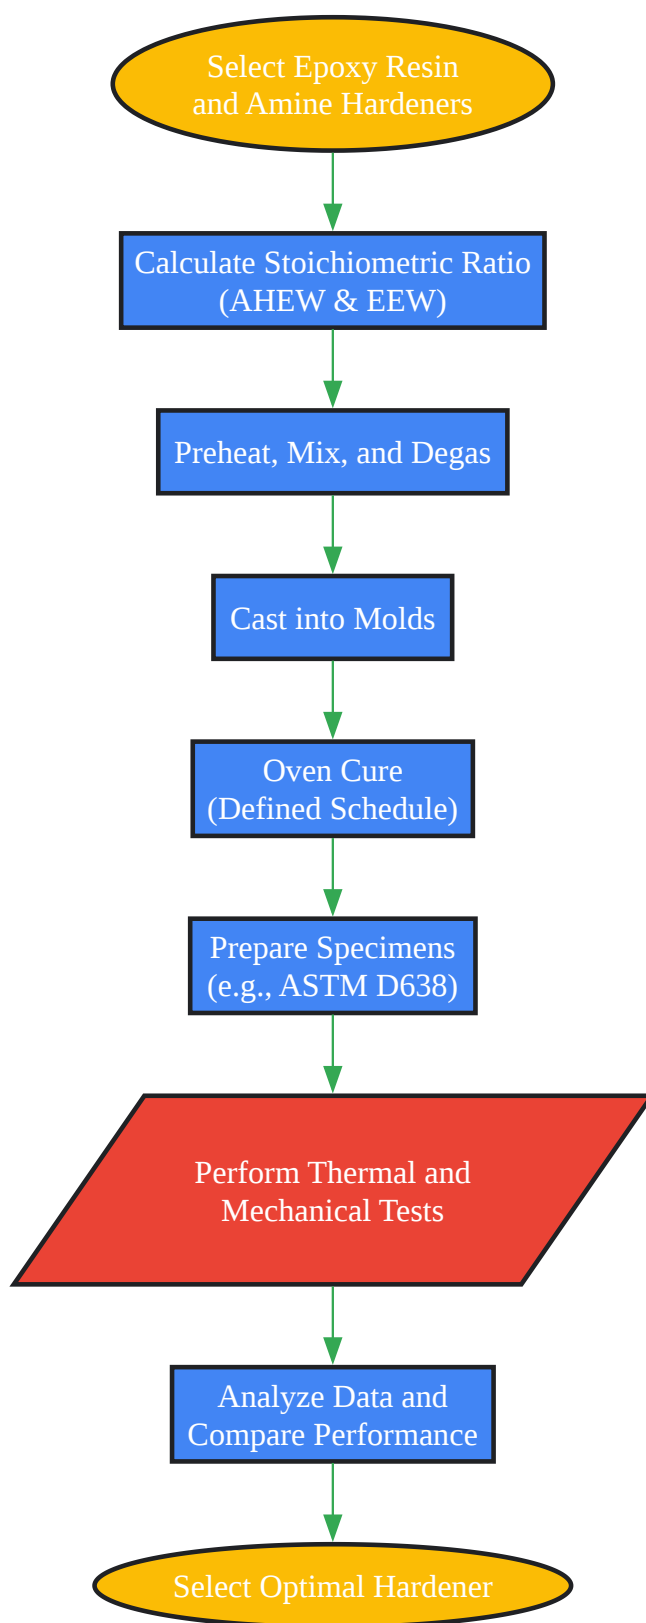 Select Epoxy Resin
and Amine Hardeners
Calculate Stoichiometric Ratio
(AHEW & EEW)
Preheat, Mix, and Degas
Cast into Molds
Oven Cure
(Defined Schedule)
Prepare Specimens
(e.g., ASTM D638)
Perform Thermal and
Mechanical Tests
Analyze Data and
Compare Performance
Select Optimal Hardener